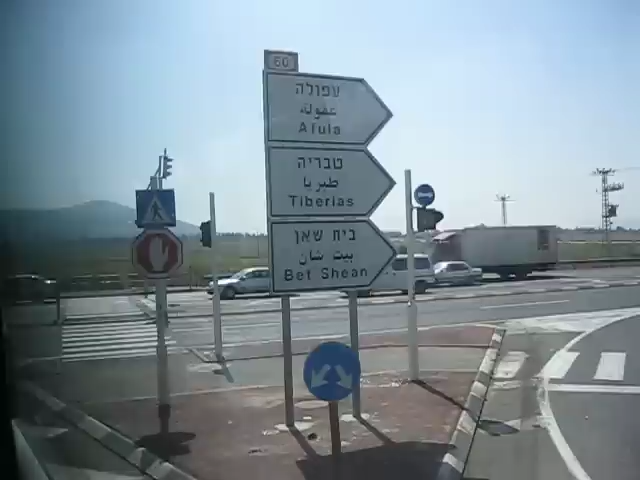 60
עפולה
عفولة
Afula
טבריה
طبريا
Tiberias
בית שאן
بيت شان
Bet Shean